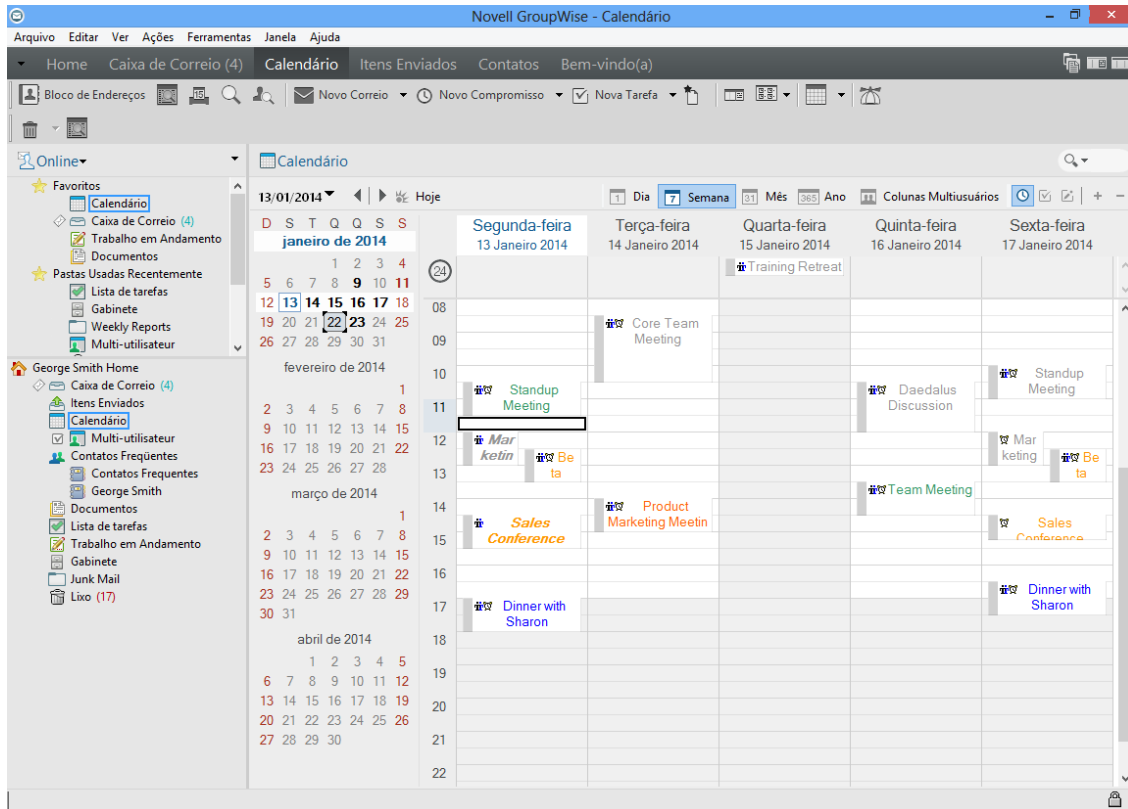 Novell GroupWise - Calendário
Arquivo Editar Ver Ações Ferramentas Janela Ajuda
Home Caixa de Correio (4) Calendário Itens Enviados Contatos Bem-vindo(a)
Bloco de Endereços 15 Novo Correio Novo Compromisso Nova Tarefa
Online
Favoritos
Calendário
Caixa de Correio (4)
Trabalho em Andamento
Documentos
Pastas Usadas Recentemente
Lista de tarefas
Gabinete
Weekly Reports
Multi-utilisateur
George Smith Home
Caixa de Correio (4)
Itens Enviados
Calendário
Multi-utilisateur
Contatos Freqüentes
Contatos Frequentes
George Smith
Documentos
Lista de tarefas
Trabalho em Andamento
Gabinete
Junk Mail
Lixo (17)
Calendário
13/01/2014 Hoje 1 Dia 7 Semana 31 Mês 365 Ano Colunas Multiusuários
D S T Q Q S S
janeiro de 2014
1 2 3 4
5 6 7 8 9 10 11
12 13 14 15 16 17 18
19 20 21 22 23 24 25
26 27 28 29 30 31
fevereiro de 2014
1
2 3 4 5 6 7 8
9 10 11 12 13 14 15
16 17 18 19 20 21 22
23 24 25 26 27 28
março de 2014
1
2 3 4 5 6 7 8
9 10 11 12 13 14 15
16 17 18 19 20 21 22
23 24 25 26 27 28 29
30 31
abril de 2014
1 2 3 4 5
6 7 8 9 10 11 12
13 14 15 16 17 18 19
20 21 22 23 24 25 26
27 28 29 30
24
08
09
10
11
12
13
14
15
16
17
18
19
20
21
22
Segunda-feira
13 Janeiro 2014
Standup
Meeting
Mar
ketin
Be
ta
Sales
Conference
Dinner with
Sharon
Terça-feira
14 Janeiro 2014
Core Team
Meeting
Product
Marketing Meetin
Quarta-feira
15 Janeiro 2014
Training Retreat
Quinta-feira
16 Janeiro 2014
Daedalus
Discussion
Team Meeting
Sexta-feira
17 Janeiro 2014
Standup
Meeting
Mar
keting
Be
ta
Sales
Conference
Dinner with
Sharon